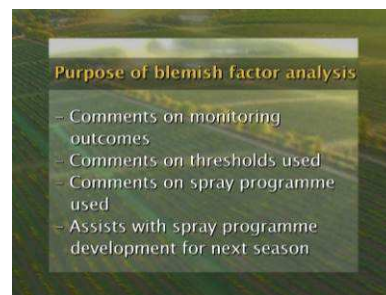 Purpose of blemish factor analysis
– Comments on monitoring
outcomes
– Comments on thresholds used
– Comments on spray programme
used
– Assists with spray programme
development for next season